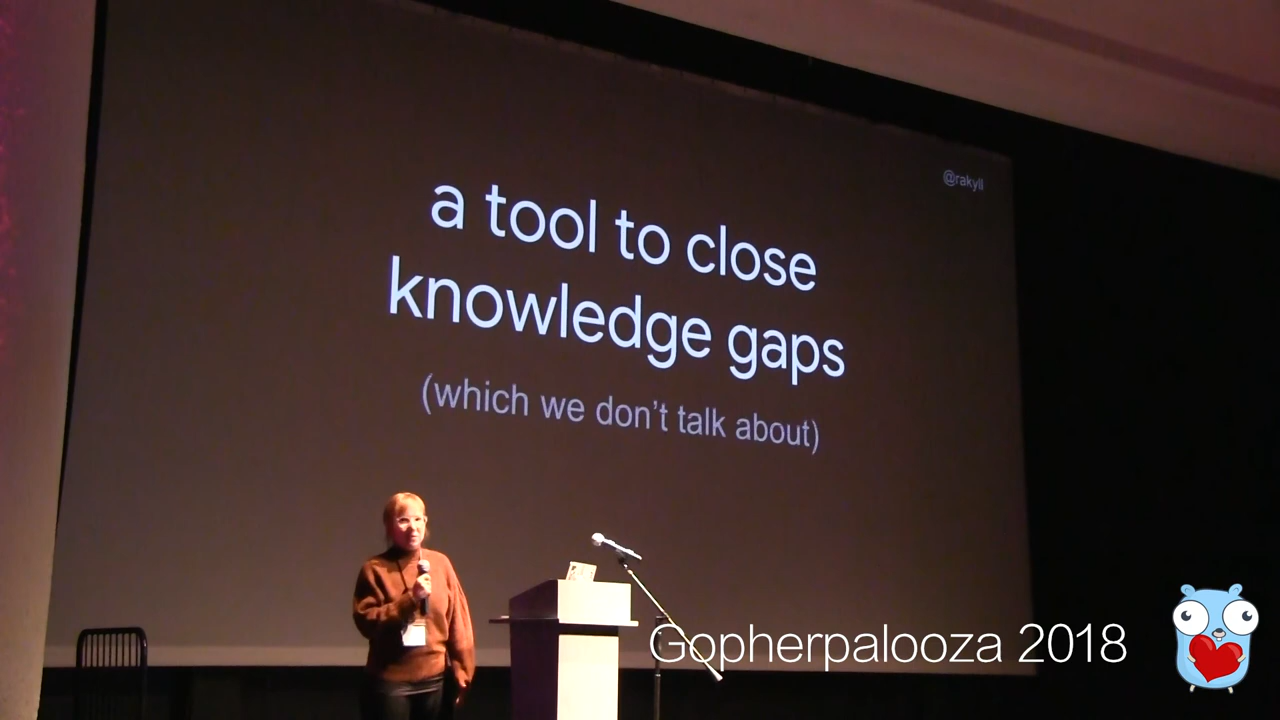 @rakyll
a tool to close
knowledge gaps
(which we don't talk about)
Gopherpalooza 2018